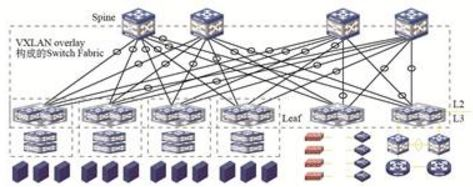 Spine
VXLAN overlay
构成的Switch Fabric
Leaf
L2
L3